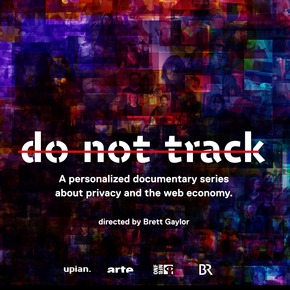 do not track
A personalized documentary series
about privacy and the web economy.
directed by Brett Gaylor
upian. arte BR